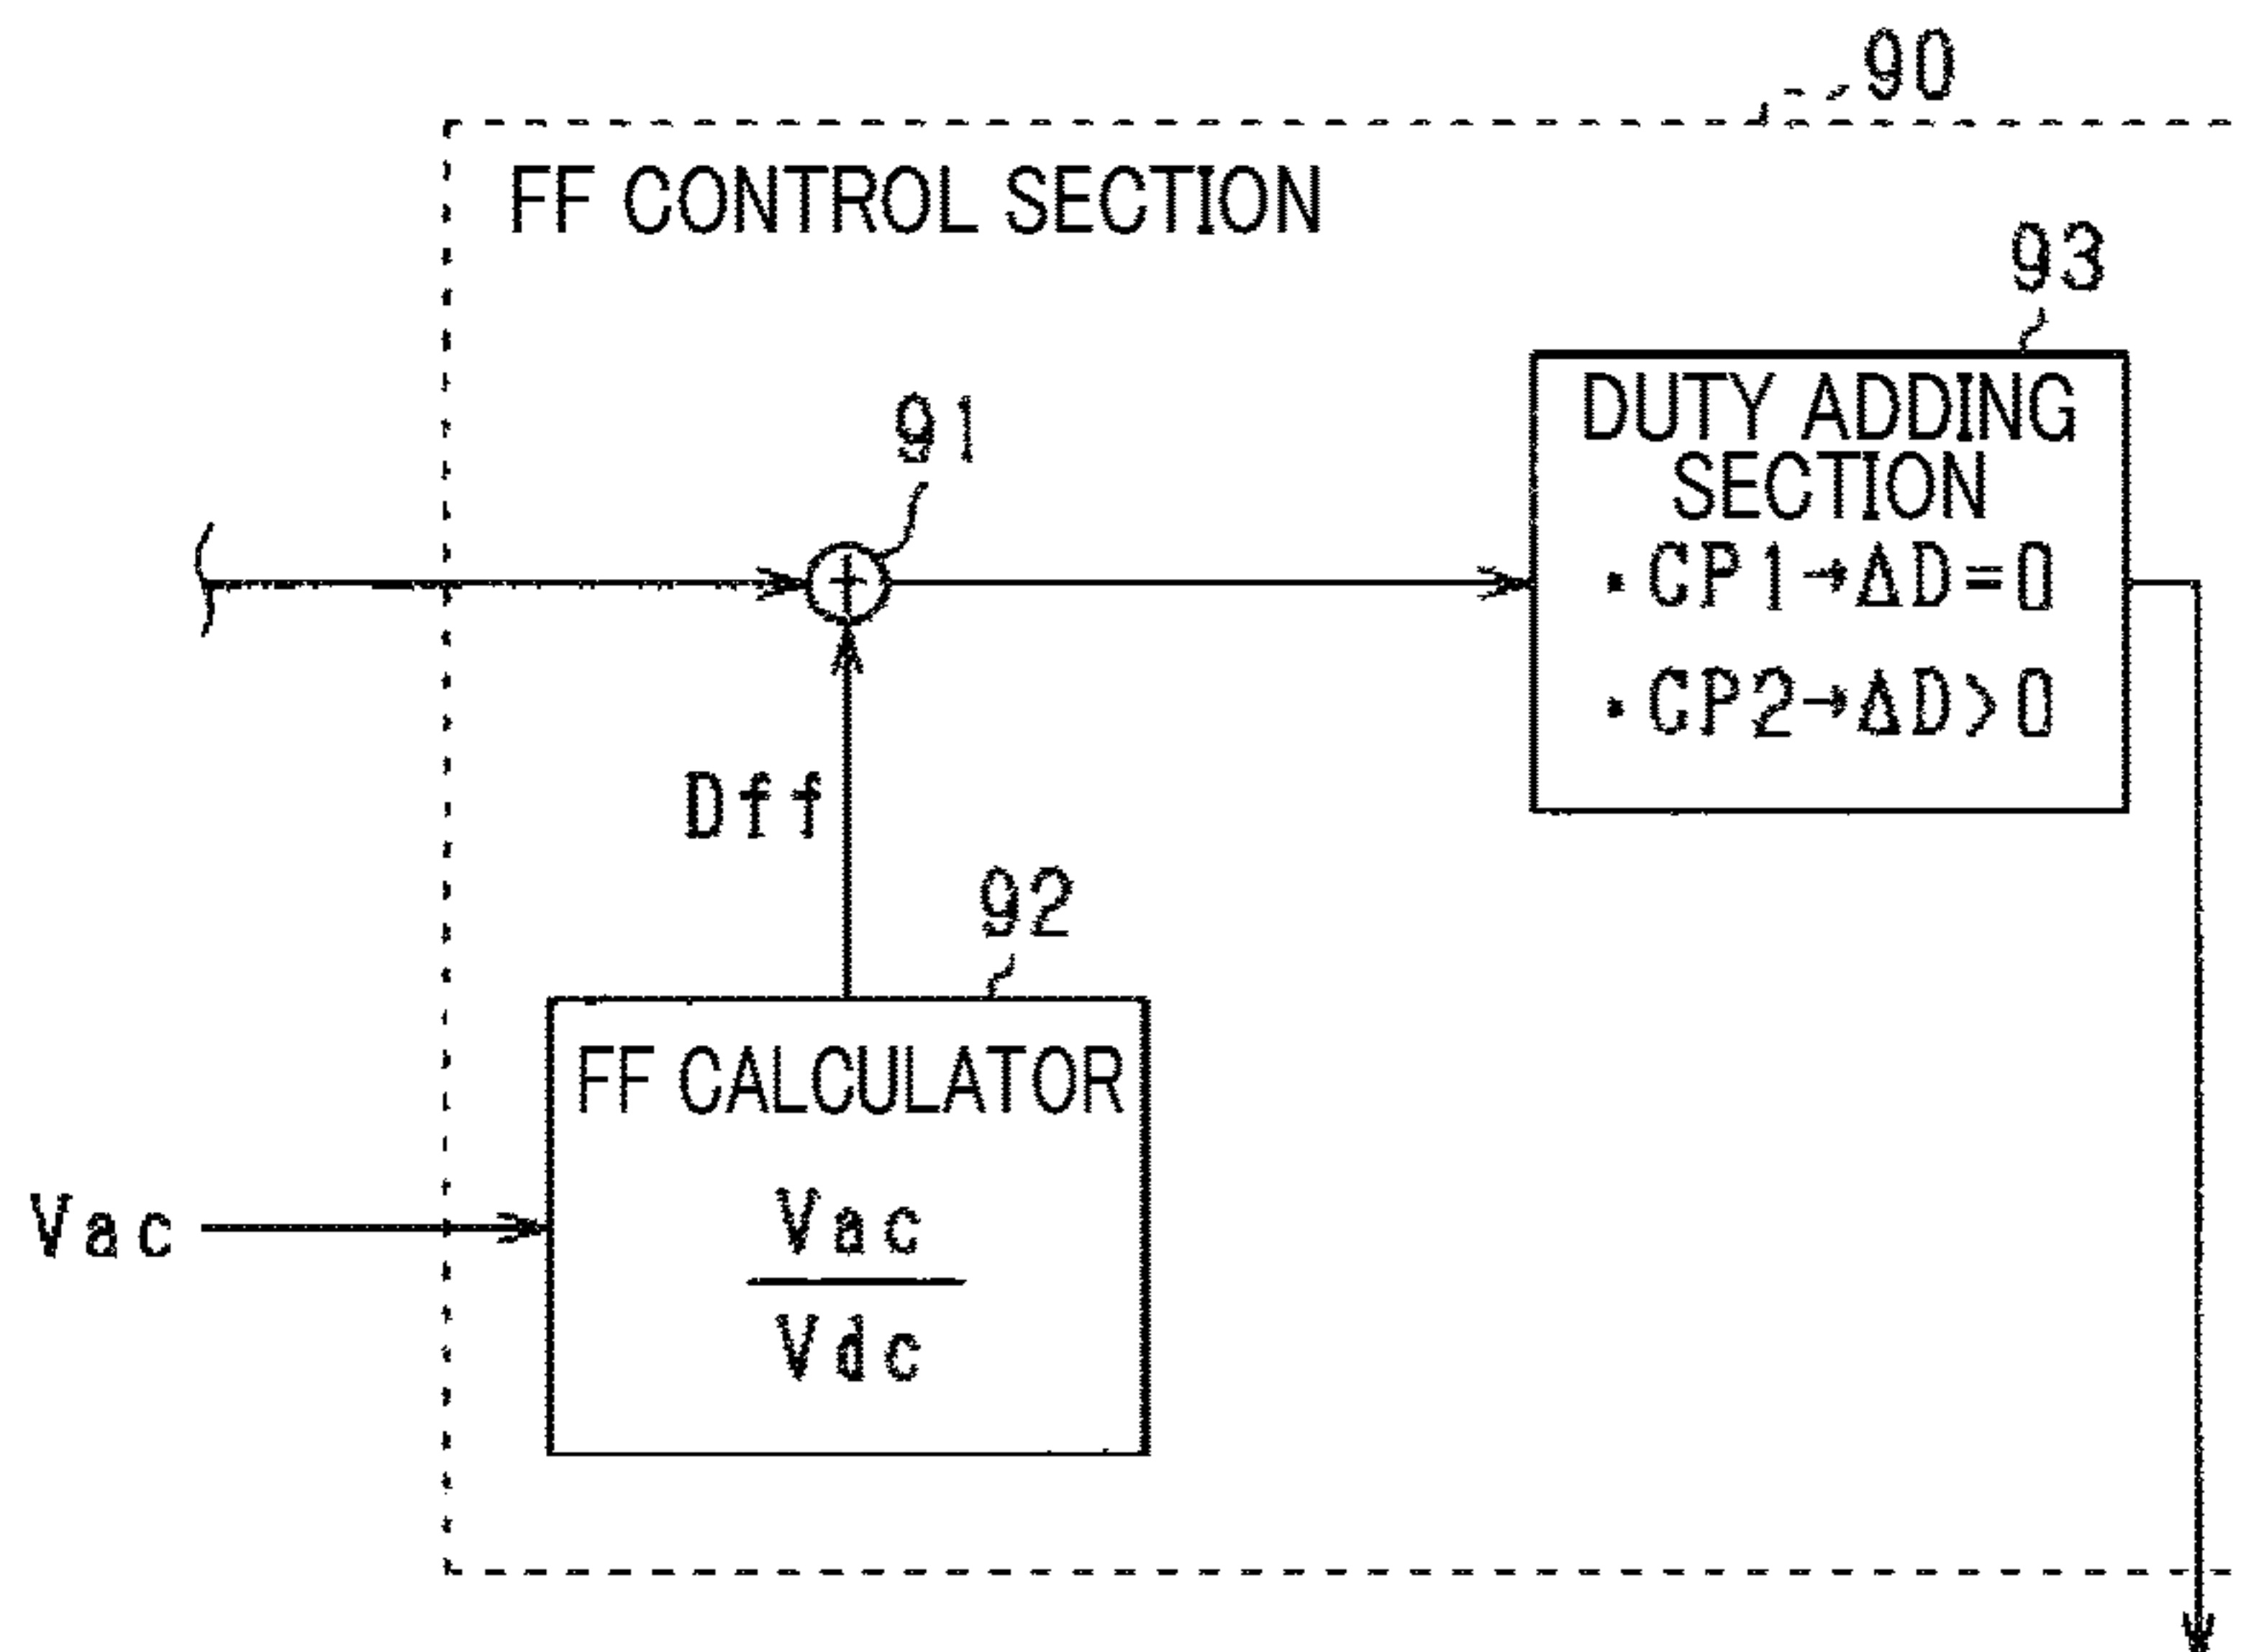 90
FF CONTROL SECTION
93
DUTY ADDING
SECTION
・CP1→ΔD=0
・CP2→ΔD>0
91
+
Dff
92
FF CALCULATOR
Vac
Vac
Vdc